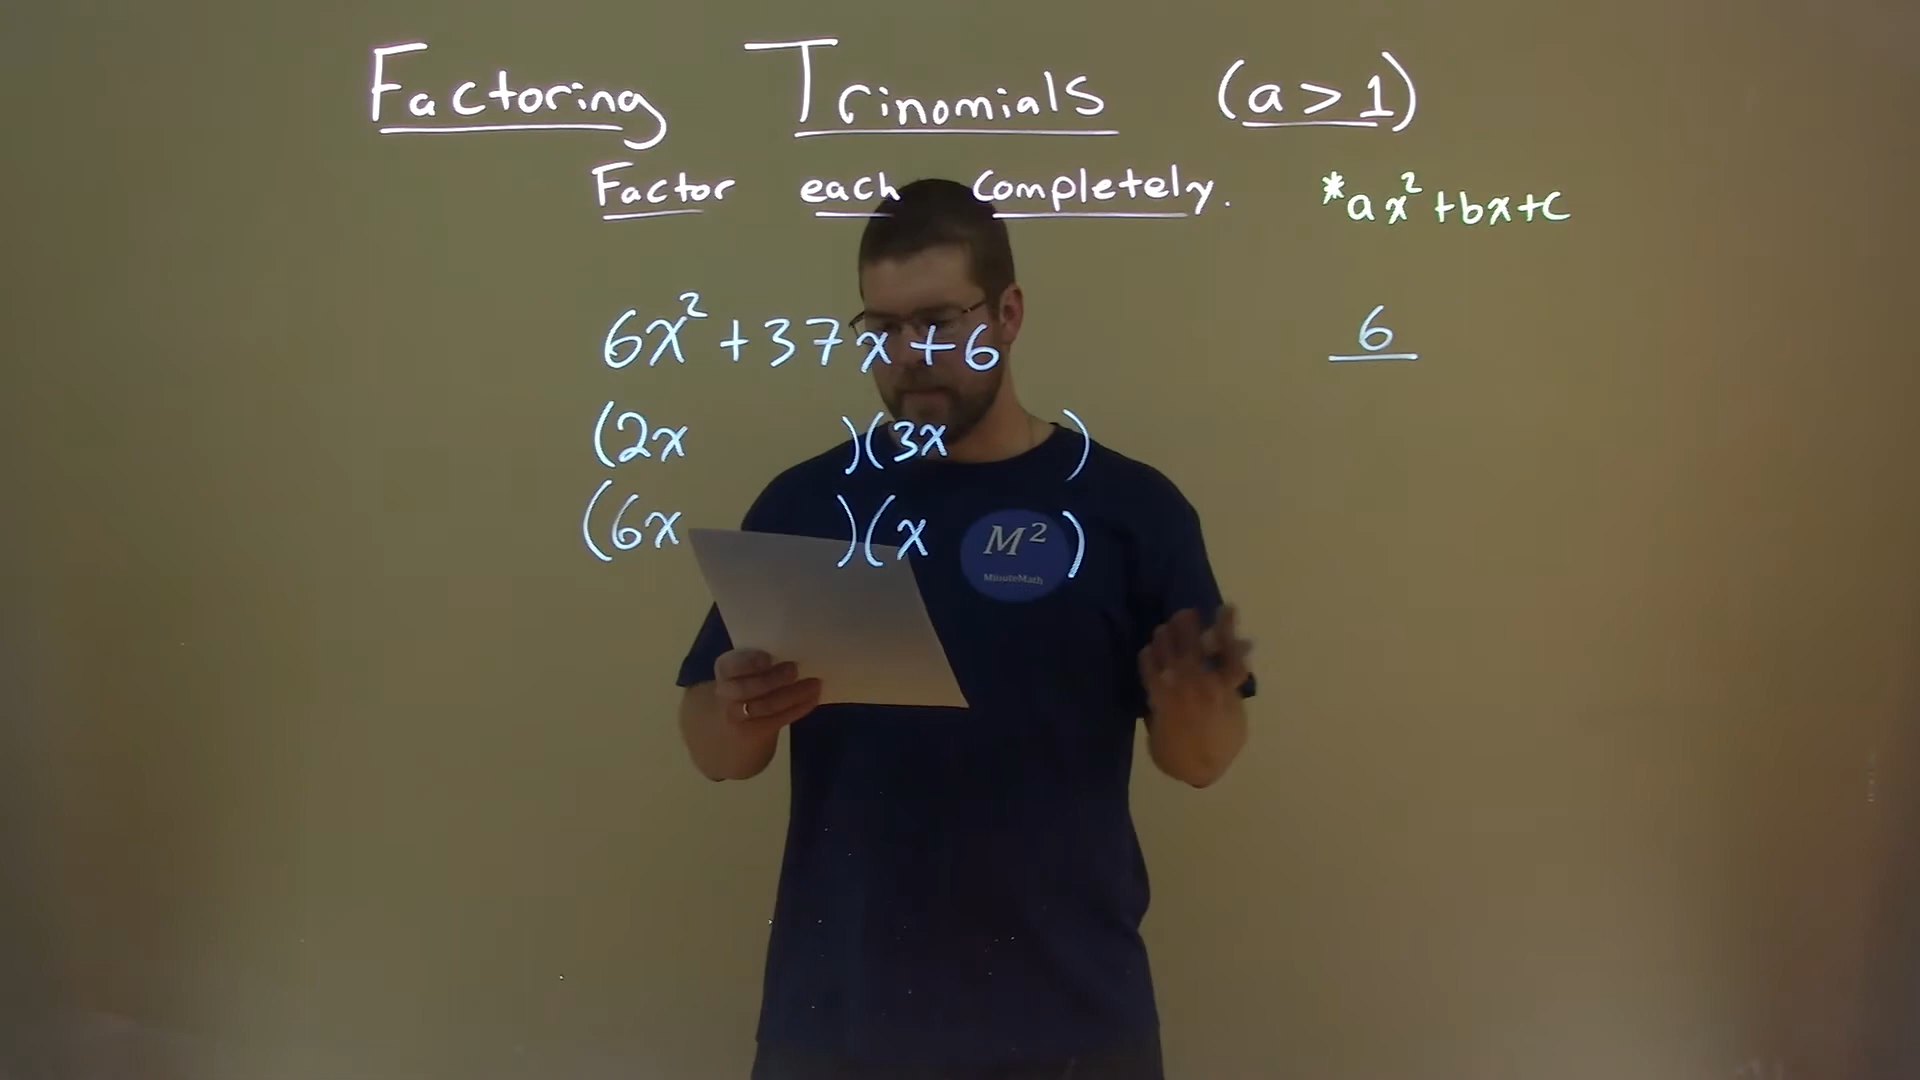 Factoring Trinomials (a > 1)
Factor each completely.
*ax²+bx+c
6x²+37x+6
6
(2x )(3x )
(6x )(x )
M²
MinuteMath